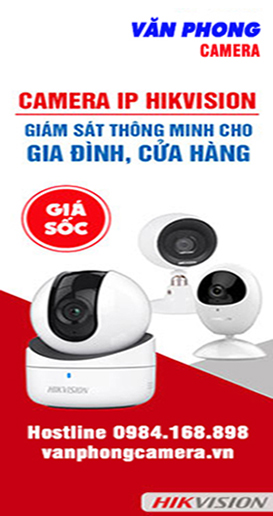 VĂN PHONG
CAMERA
CAMERA IP HIKVISION
GIÁM SÁT THÔNG MINH CHO
GIA ĐÌNH, CỬA HÀNG
GIÁ
SỐC
HIKVISION
Hostline 0984.168.898
vanphongcamera.vn
HIKVISION